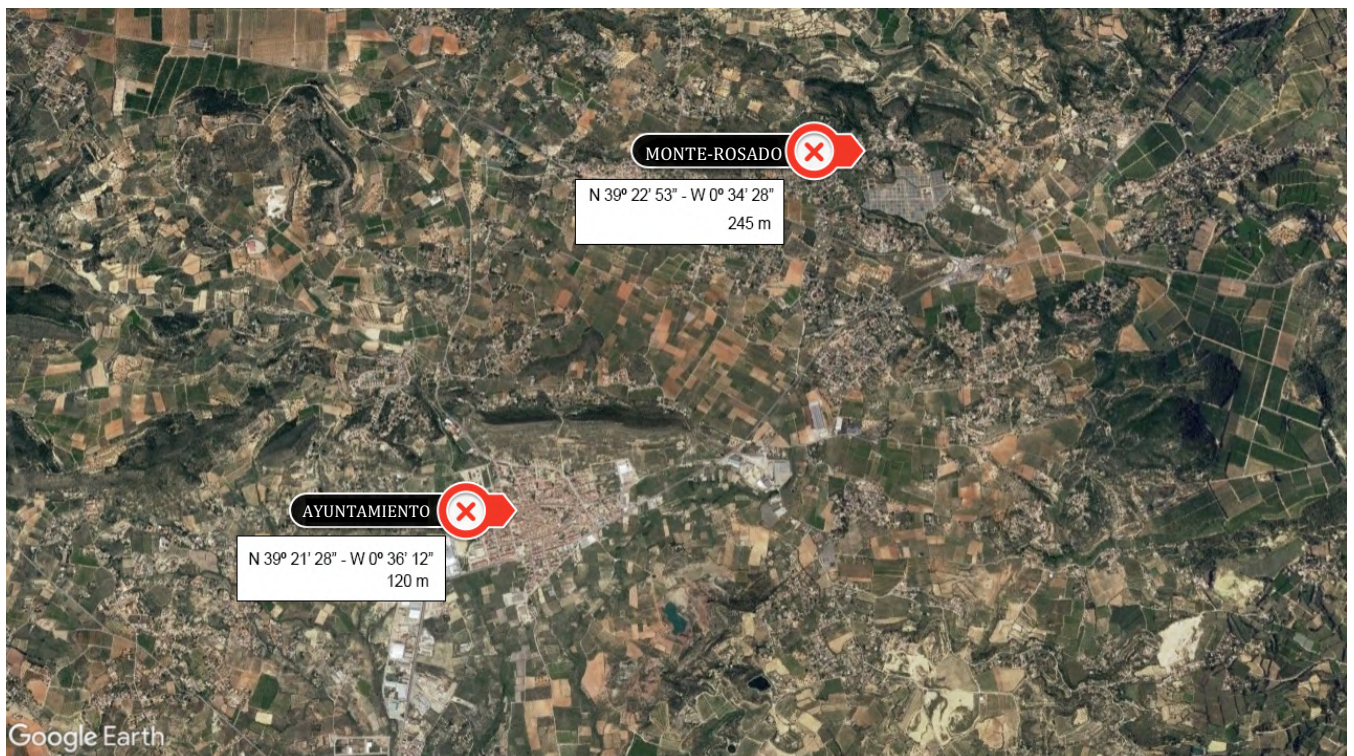 MONTE-ROSADO
N 39º 22' 53" - W 0º 34' 28"
245 m
AYUNTAMIENTO
N 39º 21' 28" - W 0º 36' 12"
120 m
Google Earth